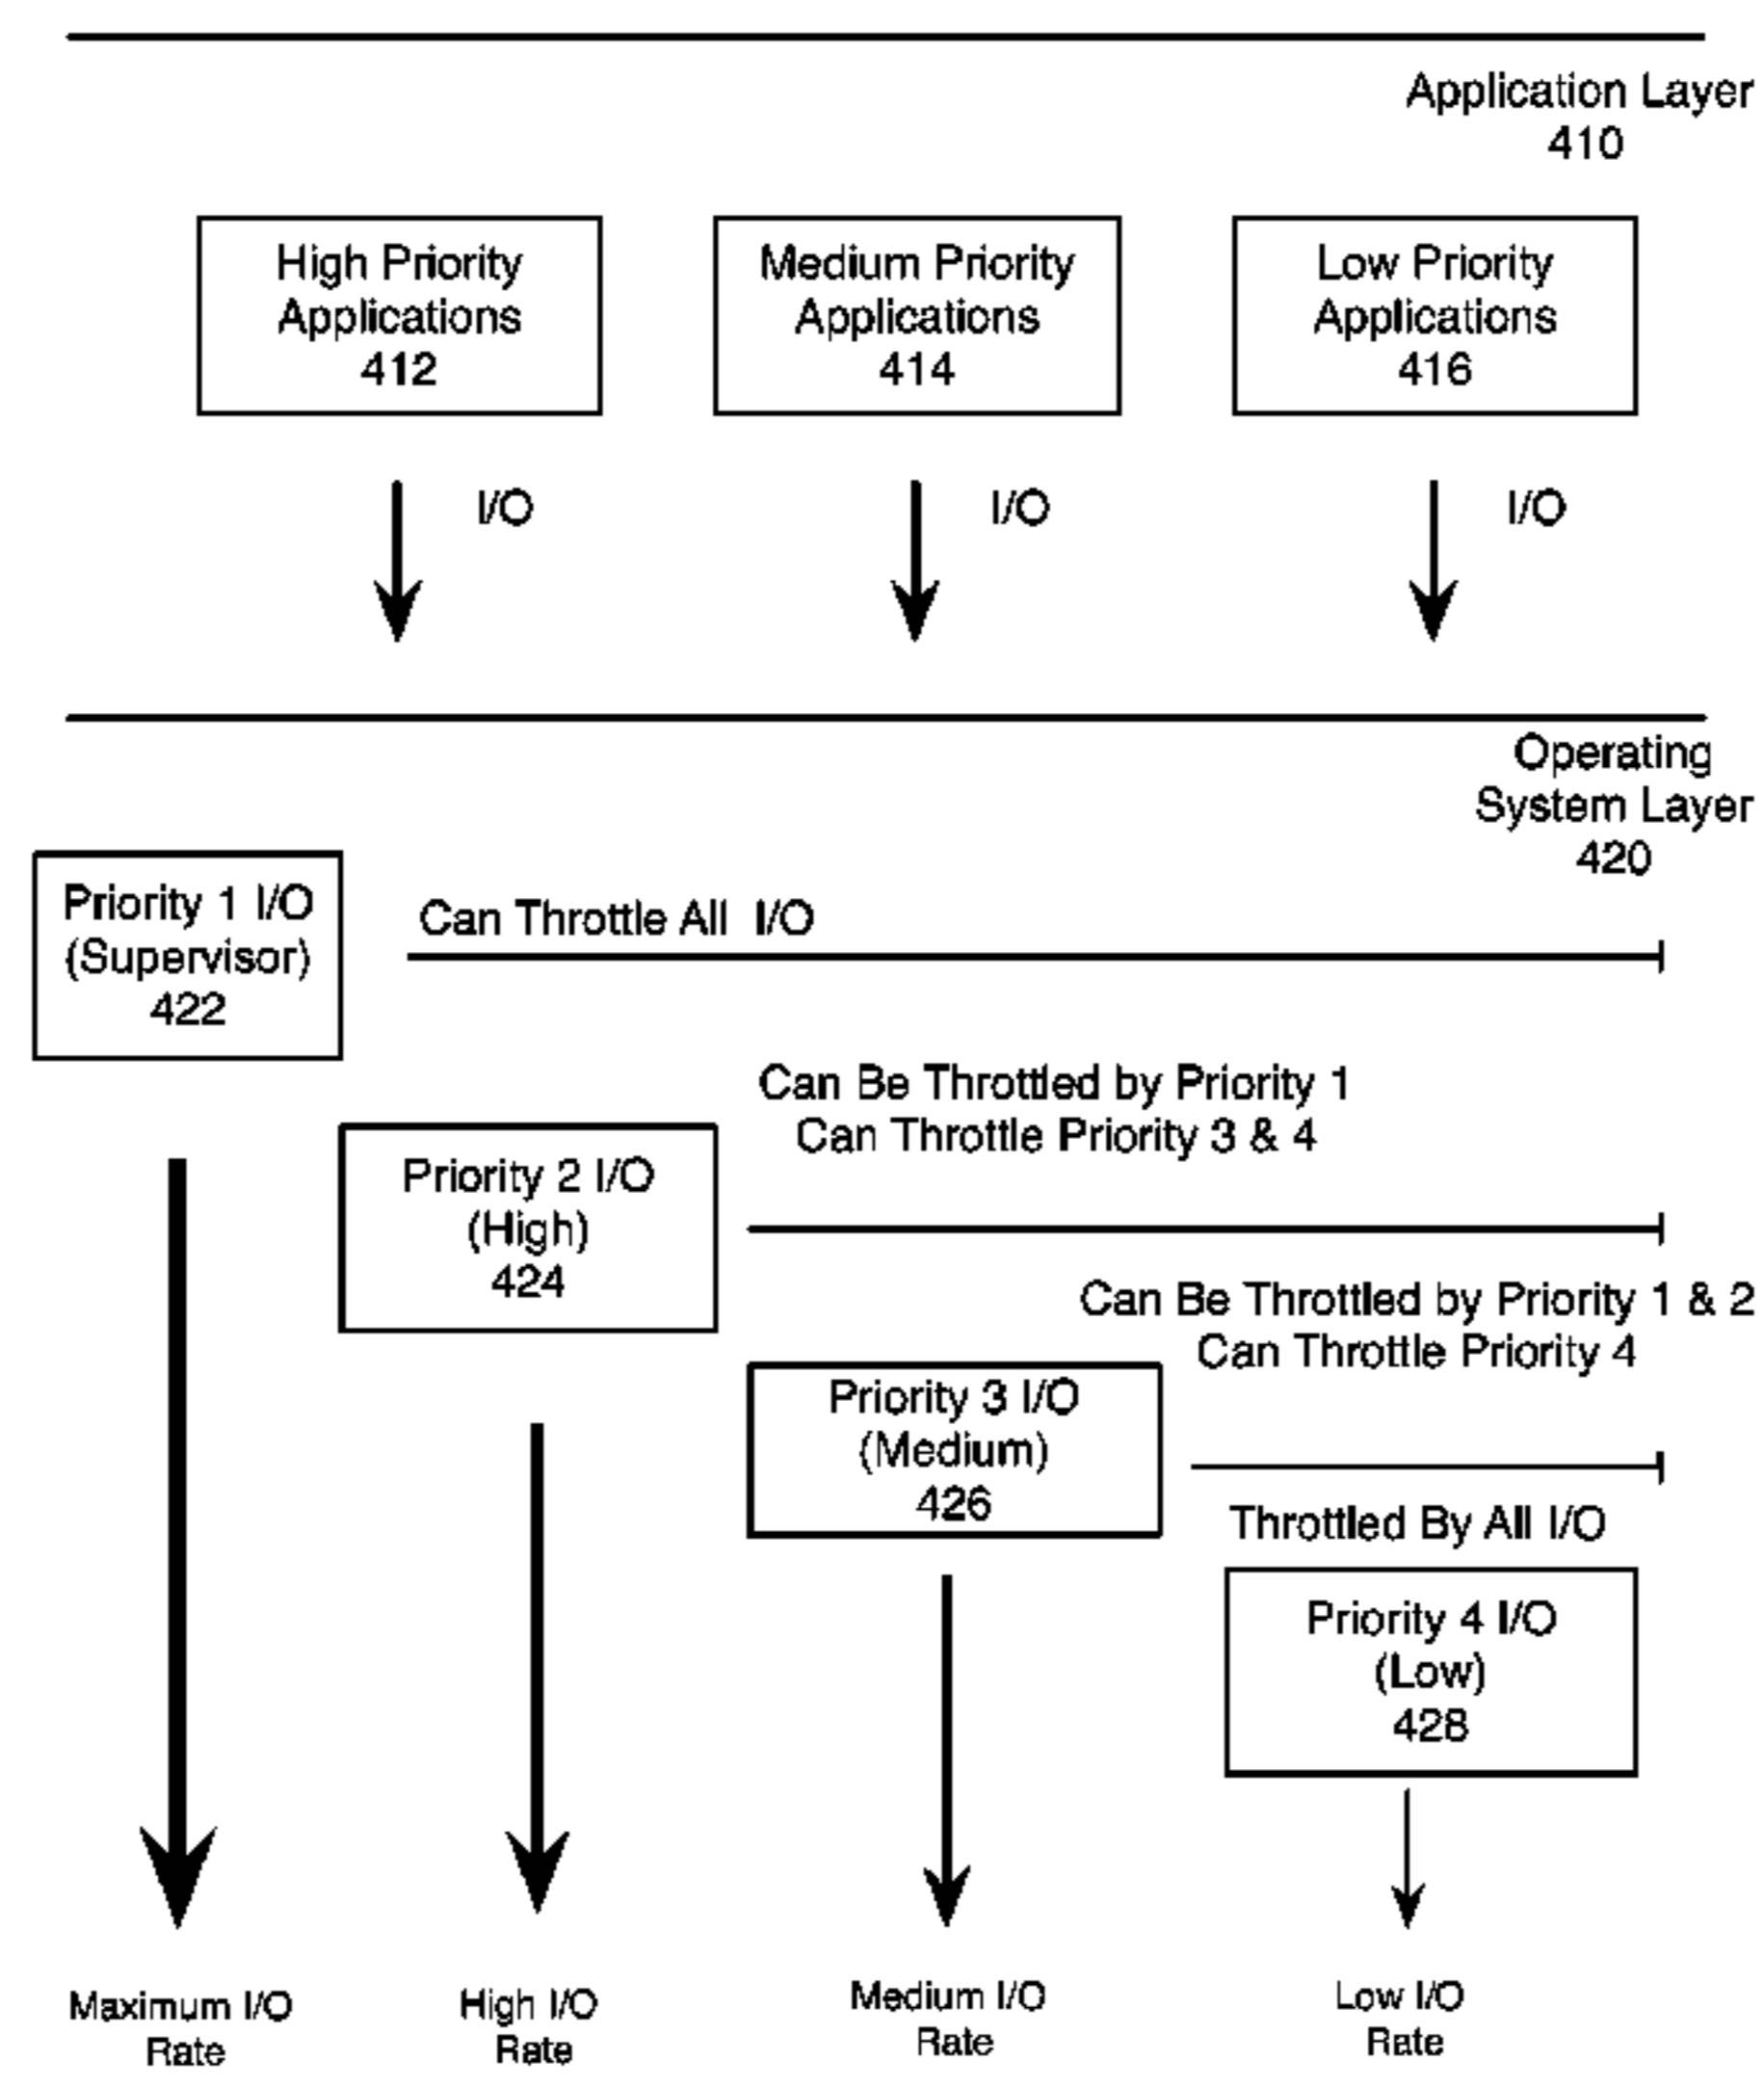 Application Layer
410
High Priority
Applications
412
Medium Priority
Applications
414
Low Priority
Applications
416
I/O
I/O
I/O
Operating
System Layer
420
Priority 1 I/O
(Supervisor)
422
Can Throttle All I/O
Can Be Throttled by Priority 1
Can Throttle Priority 3 & 4
Priority 2 I/O
(High)
424
Can Be Throttled by Priority 1 & 2
Can Throttle Priority 4
Priority 3 I/O
(Medium)
426
Throttled By All I/O
Priority 4 I/O
(Low)
428
Maximum I/O
Rate
High I/O
Rate
Medium I/O
Rate
Low I/O
Rate